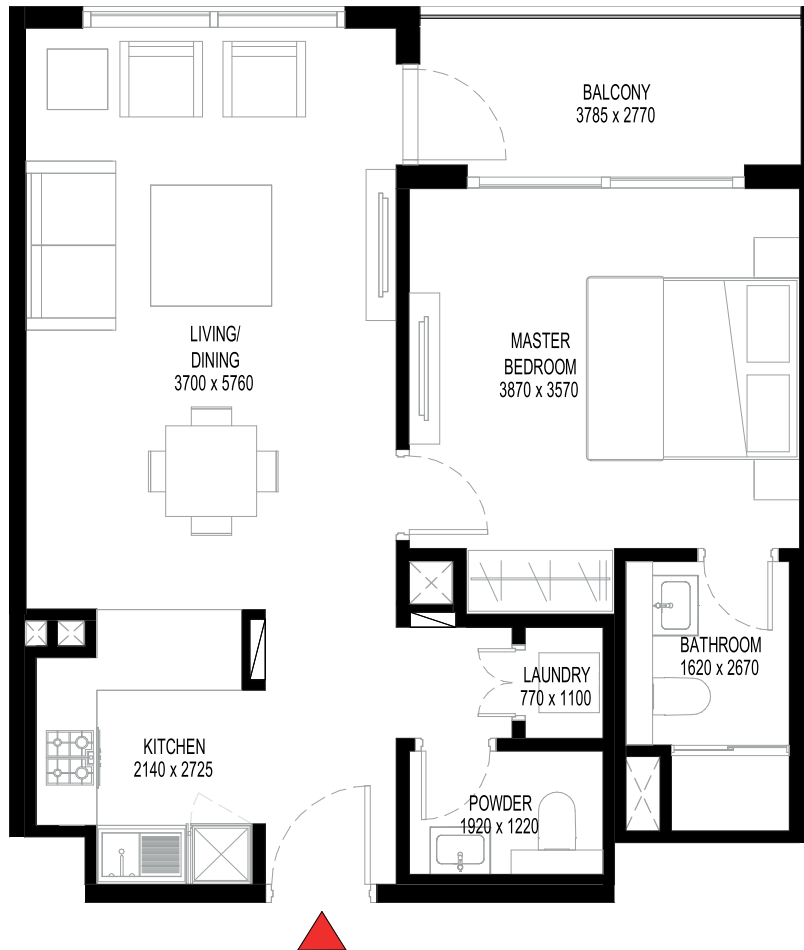 BALCONY
3785 x 2770
LIVING/
DINING
3700 x 5760
MASTER
BEDROOM
3870 x 3570
BATHROOM
1620 x 2670
LAUNDRY
770 x 1100
KITCHEN
2140 x 2725
POWDER
1920 x 1220